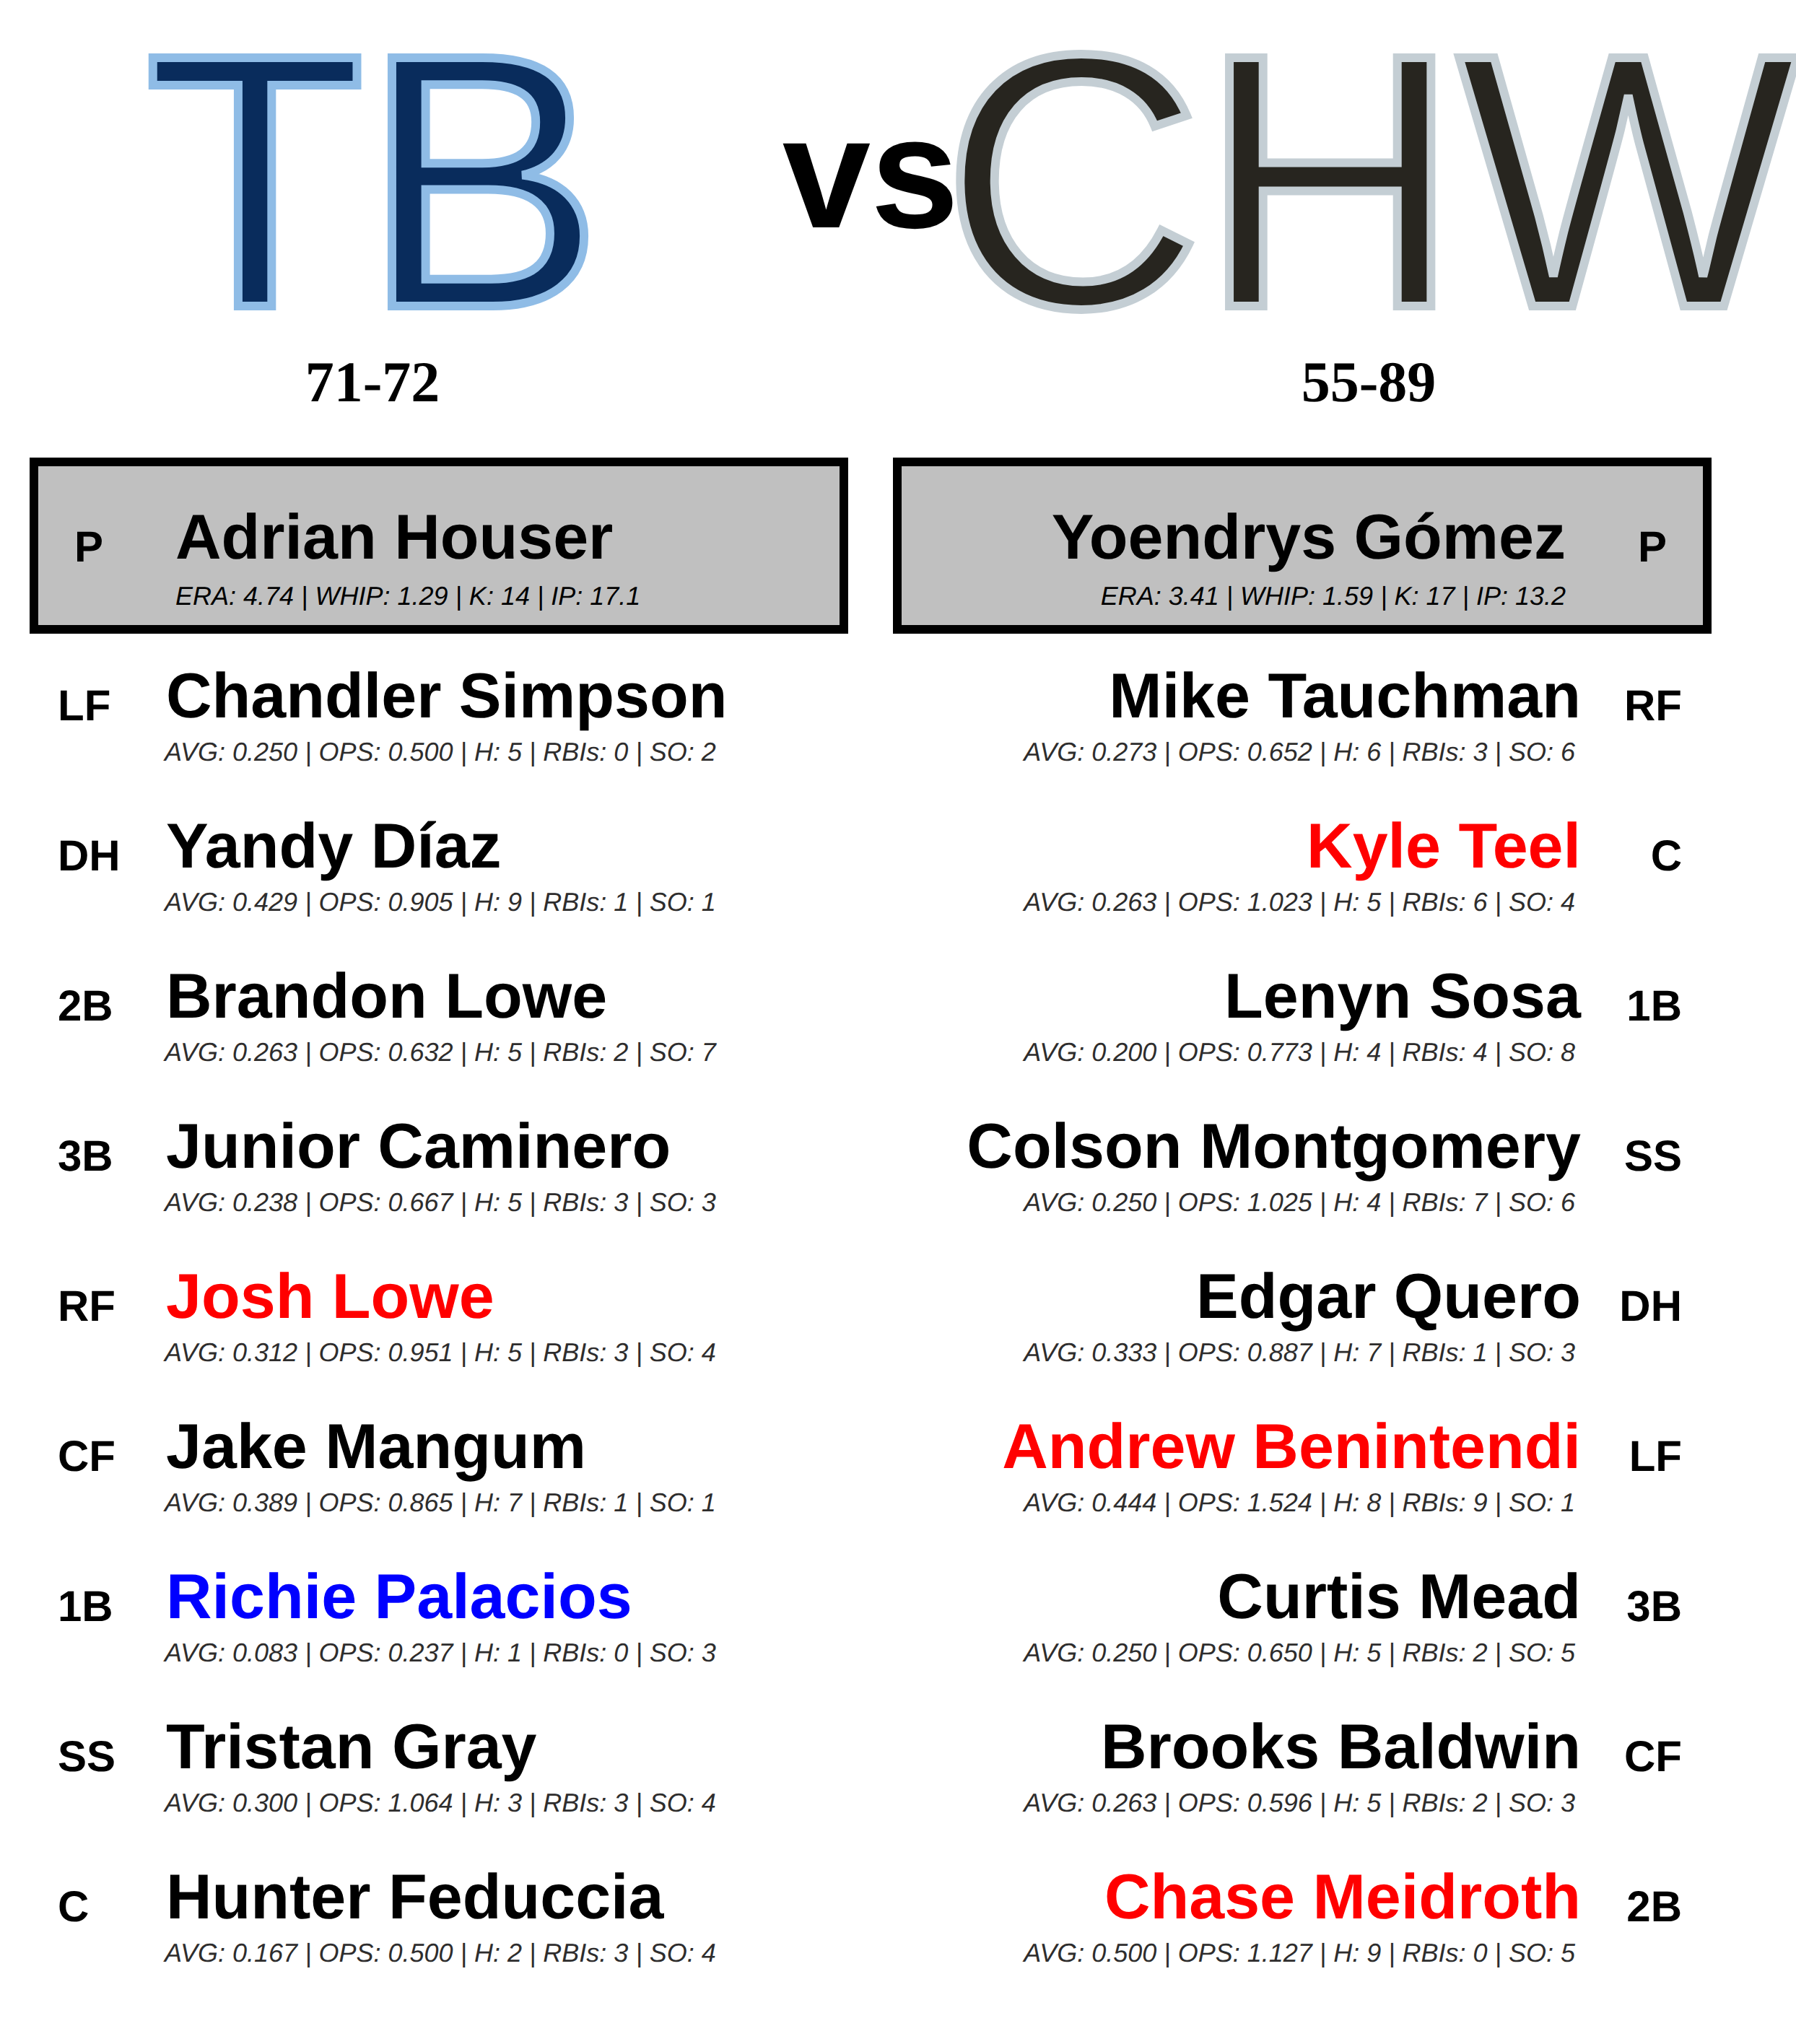 TB vs CHW
71-72 55-89
P Adrian Houser
ERA: 4.74 | WHIP: 1.29 | K: 14 | IP: 17.1
Yoendrys Gómez P
ERA: 3.41 | WHIP: 1.59 | K: 17 | IP: 13.2
LF Chandler Simpson
AVG: 0.250 | OPS: 0.500 | H: 5 | RBIs: 0 | SO: 2
DH Yandy Díaz
AVG: 0.429 | OPS: 0.905 | H: 9 | RBIs: 1 | SO: 1
2B Brandon Lowe
AVG: 0.263 | OPS: 0.632 | H: 5 | RBIs: 2 | SO: 7
3B Junior Caminero
AVG: 0.238 | OPS: 0.667 | H: 5 | RBIs: 3 | SO: 3
RF Josh Lowe
AVG: 0.312 | OPS: 0.951 | H: 5 | RBIs: 3 | SO: 4
CF Jake Mangum
AVG: 0.389 | OPS: 0.865 | H: 7 | RBIs: 1 | SO: 1
1B Richie Palacios
AVG: 0.083 | OPS: 0.237 | H: 1 | RBIs: 0 | SO: 3
SS Tristan Gray
AVG: 0.300 | OPS: 1.064 | H: 3 | RBIs: 3 | SO: 4
C Hunter Feduccia
AVG: 0.167 | OPS: 0.500 | H: 2 | RBIs: 3 | SO: 4
Mike Tauchman RF
AVG: 0.273 | OPS: 0.652 | H: 6 | RBIs: 3 | SO: 6
Kyle Teel C
AVG: 0.263 | OPS: 1.023 | H: 5 | RBIs: 6 | SO: 4
Lenyn Sosa 1B
AVG: 0.200 | OPS: 0.773 | H: 4 | RBIs: 4 | SO: 8
Colson Montgomery SS
AVG: 0.250 | OPS: 1.025 | H: 4 | RBIs: 7 | SO: 6
Edgar Quero DH
AVG: 0.333 | OPS: 0.887 | H: 7 | RBIs: 1 | SO: 3
Andrew Benintendi LF
AVG: 0.444 | OPS: 1.524 | H: 8 | RBIs: 9 | SO: 1
Curtis Mead 3B
AVG: 0.250 | OPS: 0.650 | H: 5 | RBIs: 2 | SO: 5
Brooks Baldwin CF
AVG: 0.263 | OPS: 0.596 | H: 5 | RBIs: 2 | SO: 3
Chase Meidroth 2B
AVG: 0.500 | OPS: 1.127 | H: 9 | RBIs: 0 | SO: 5